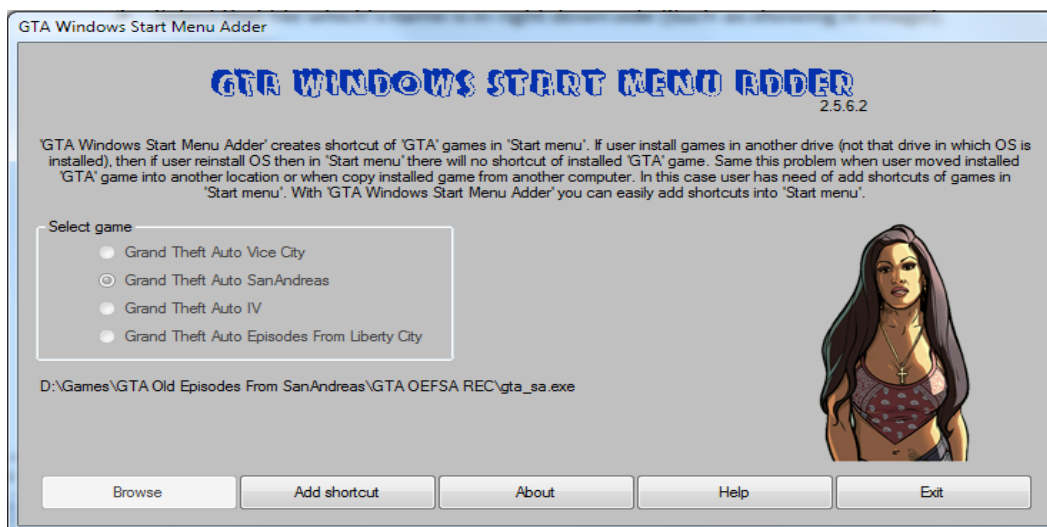 GTA Windows Start Menu Adder
GTA WINDOWS START MENU ADDER
2.5.6.2
'GTA Windows Start Menu Adder' creates shortcut of 'GTA' games in 'Start menu'. If user install games in another drive (not that drive in which OS is
installed), then if user reinstall OS then in 'Start menu' there will no shortcut of installed 'GTA' game. Same this problem when user moved installed
'GTA' game into another location or when copy installed game from another computer. In this case user has need of add shortcuts of games in
'Start menu'. With 'GTA Windows Start Menu Adder' you can easily add shortcuts into 'Start menu'.
Select game
Grand Theft Auto Vice City
Grand Theft Auto SanAndreas
Grand Theft Auto IV
Grand Theft Auto Episodes From Liberty City
D:\Games\GTA Old Episodes From SanAndreas\GTA OEFSA REC\gta_sa.exe
Browse
Add shortcut
About
Help
Exit